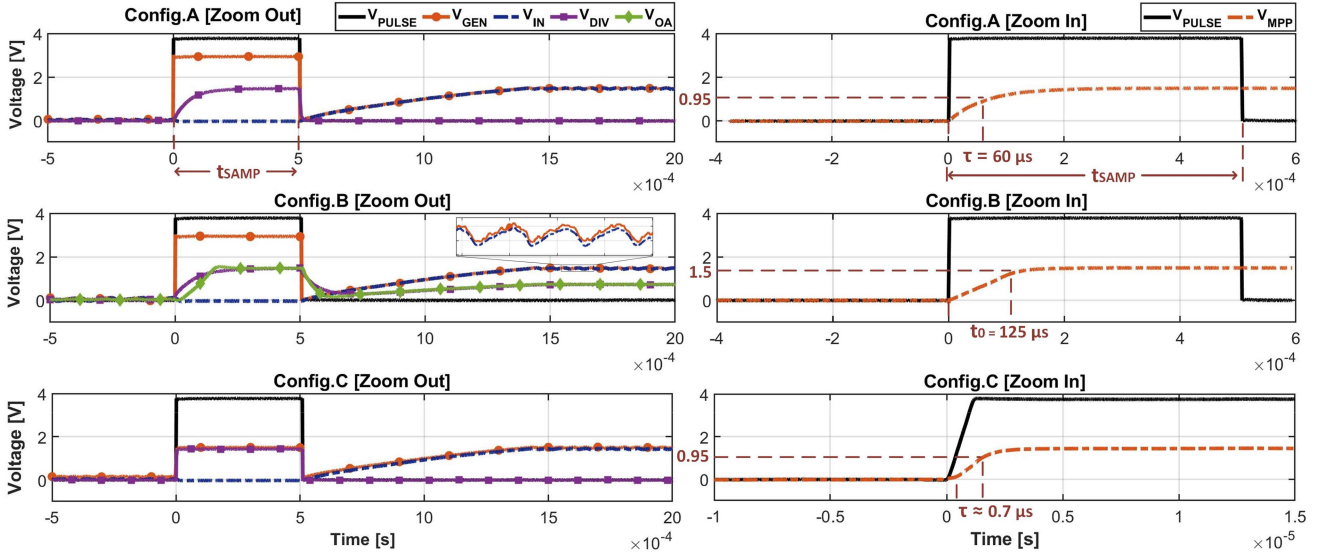 Config.A [Zoom Out]
V_PULSE V_GEN V_IN V_DIV V_OA
Voltage [V]
4
2
0
-5 0 5 10 15 20
t_SAMP
×10⁻⁴
Config.A [Zoom In]
V_PULSE V_MPP
4
2
0.95
0
-4 -2 0 2 4 6
τ = 60 µs
t_SAMP
×10⁻⁴
Config.B [Zoom Out]
Voltage [V]
4
2
0
-5 0 5 10 15 20
×10⁻⁴
Config.B [Zoom In]
4
2
1.5
0
-4 -2 0 2 4 6
t₀ = 125 µs
×10⁻⁴
Config.C [Zoom Out]
Voltage [V]
4
2
0
-5 0 5 10 15 20
Time [s]
×10⁻⁴
Config.C [Zoom In]
4
2
0.95
0
-1 -0.5 0 0.5 1 1.5
τ ≈ 0.7 µs
Time [s]
×10⁻⁵